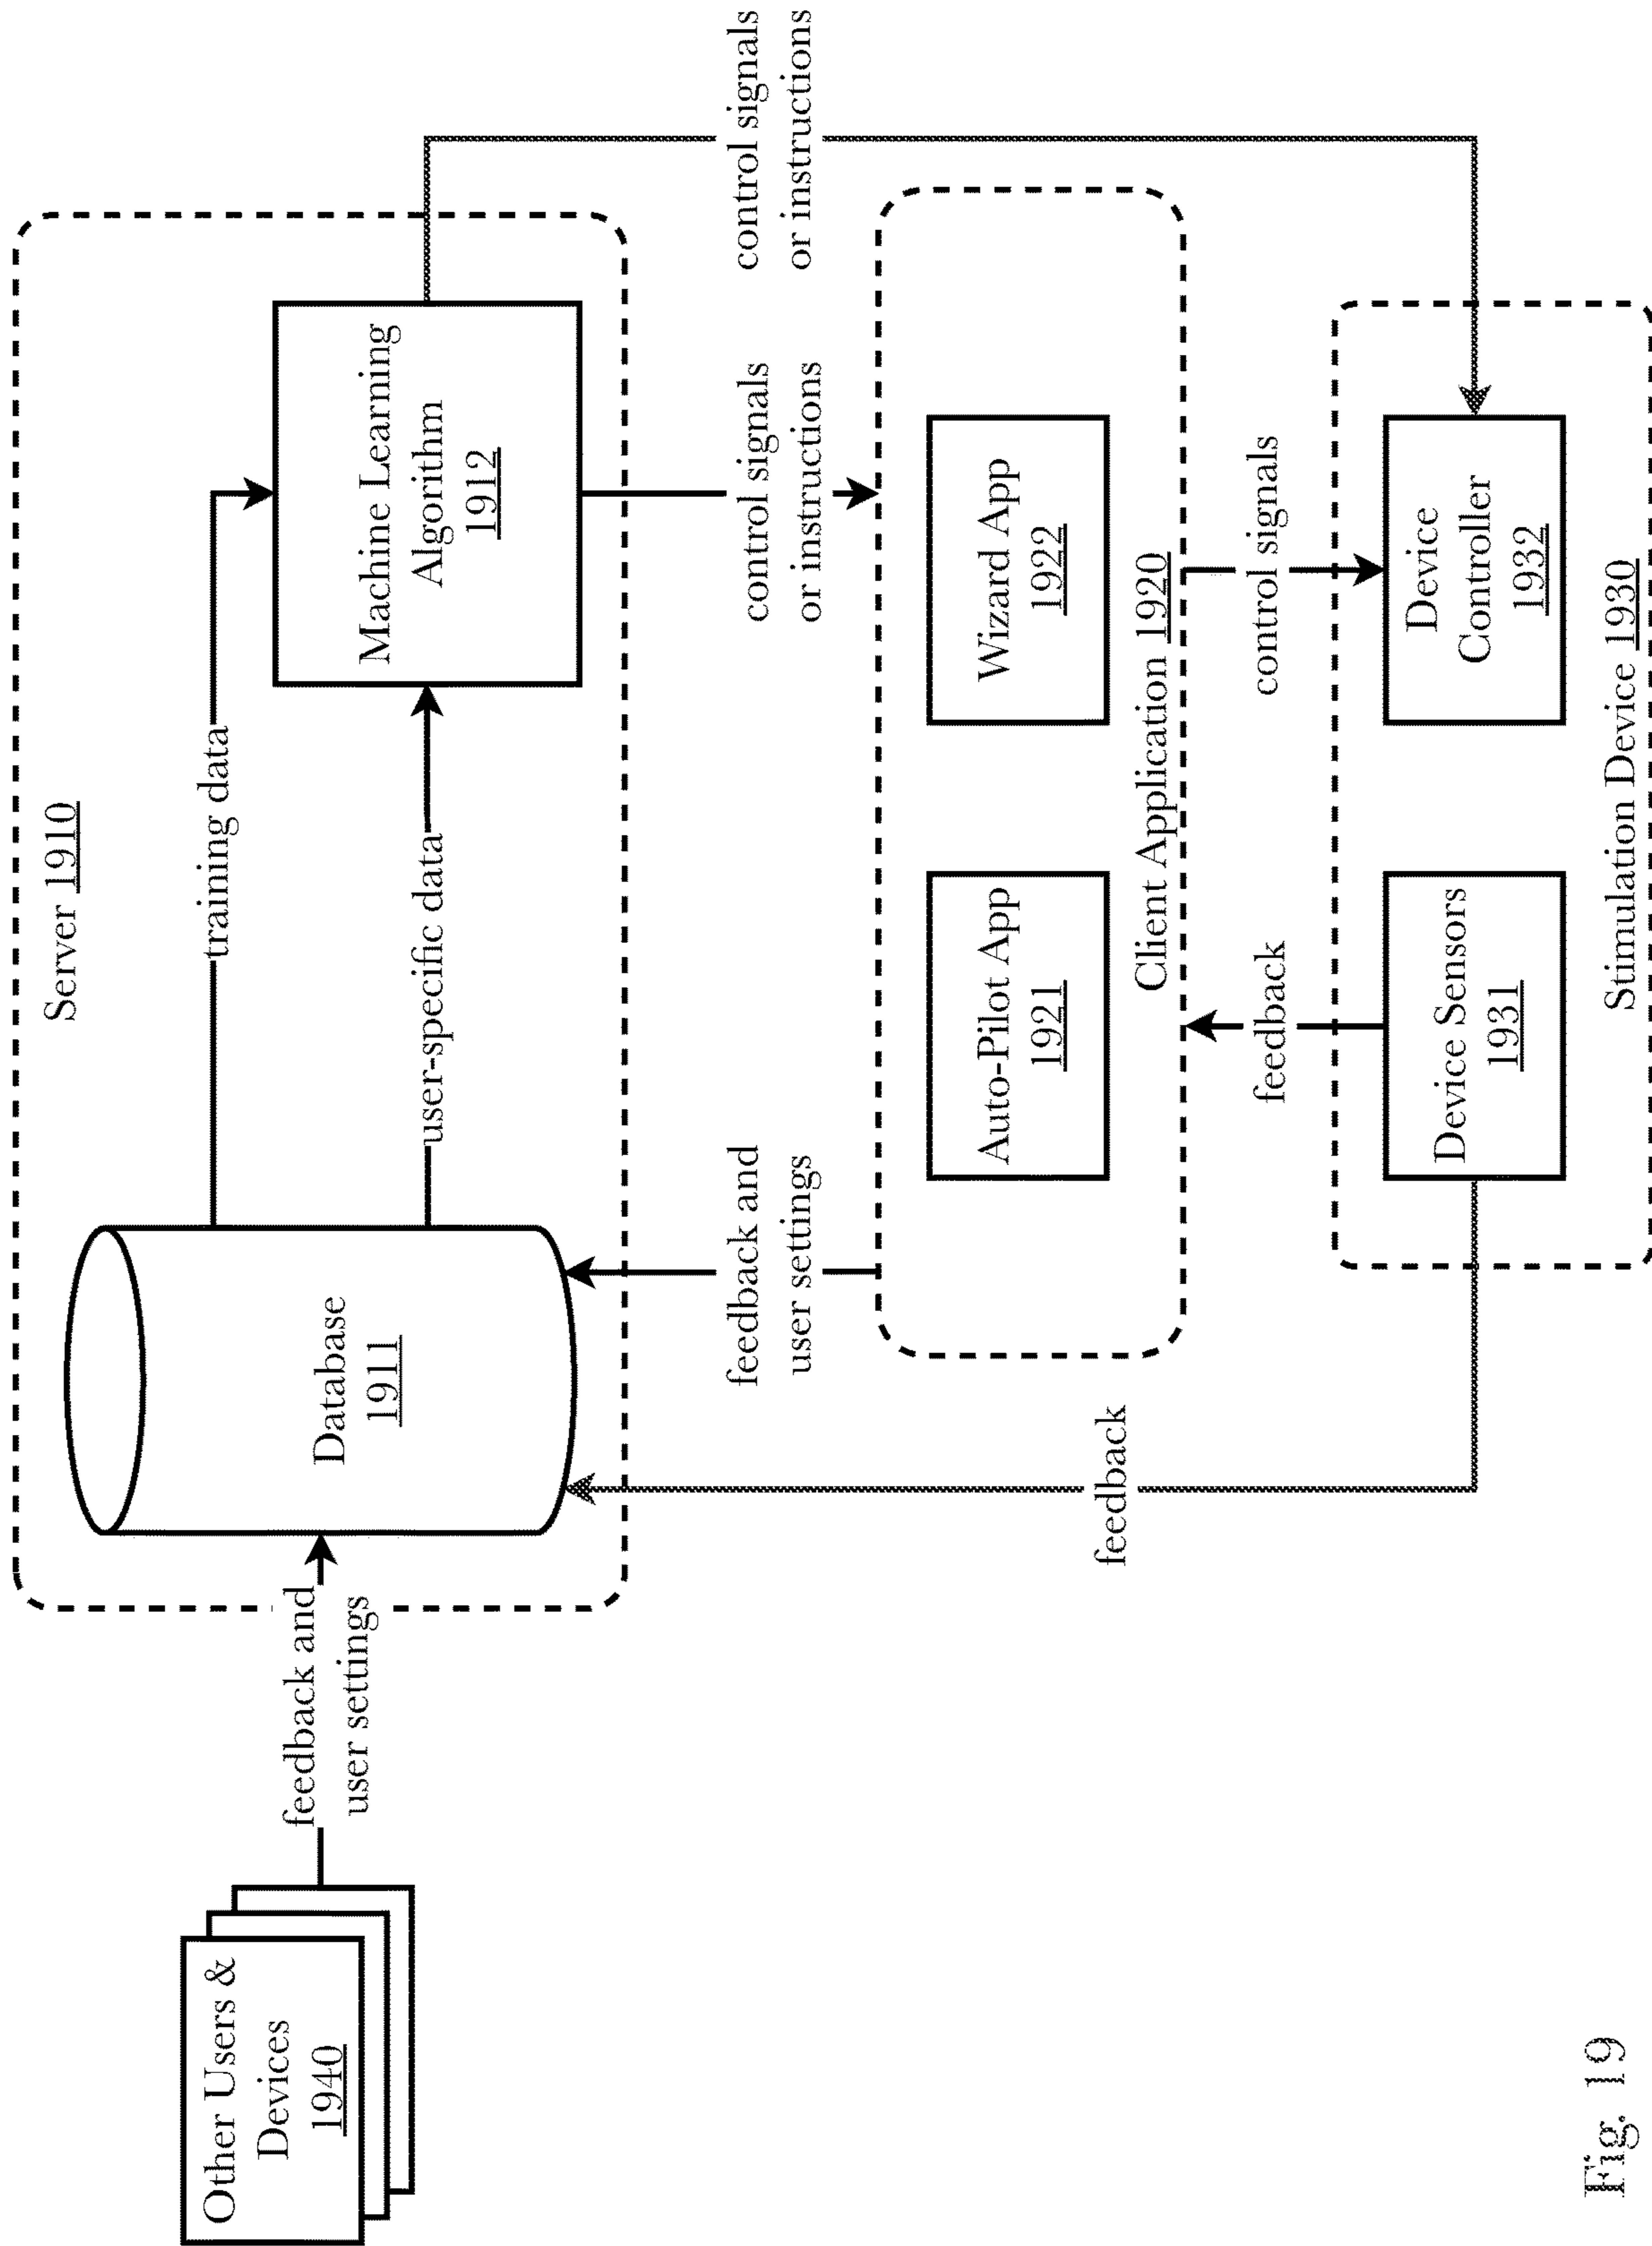 Server 1910
Other Users &
Devices
1940
feedback and
user settings
Database
1911
training data
user-specific data
Machine Learning
Algorithm
1912
feedback and
user settings
control signals
or instructions
control signals
or instructions
Auto-Pilot App
1921
Wizard App
1922
Client Application 1920
feedback
feedback
control signals
Device Sensors
1931
Device
Controller
1932
Stimulation Device 1930
Fig. 19